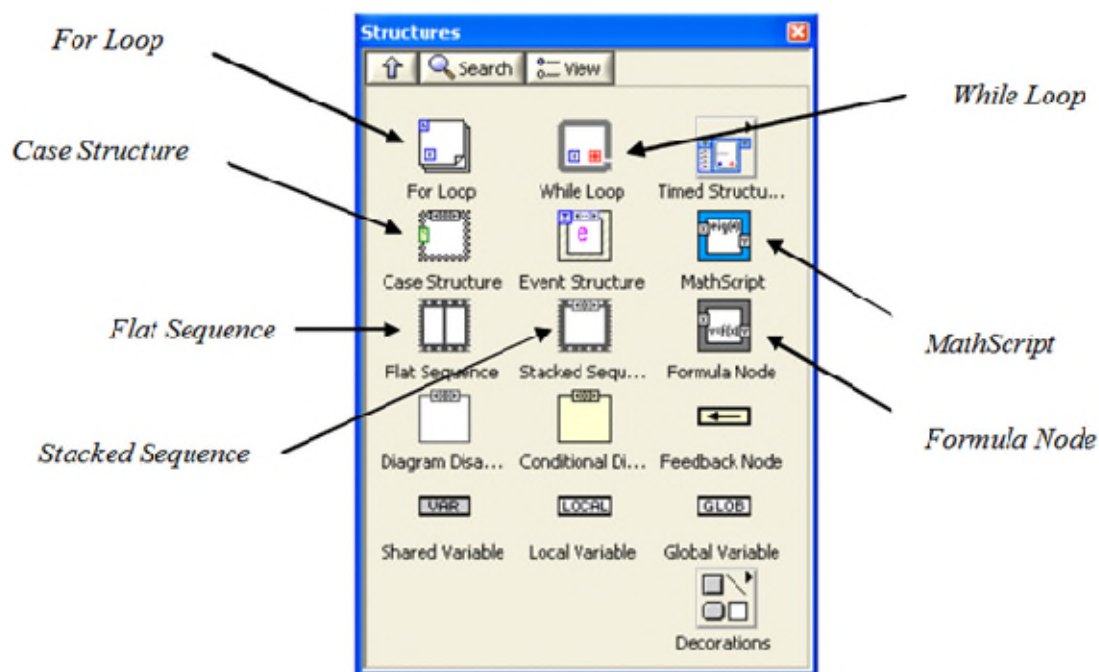 For Loop
Case Structure
Flat Sequence
Stacked Sequence
Structures
Search View
For Loop While Loop Timed Structu...
Case Structure Event Structure MathScript
Flat Sequence Stacked Sequ... Formula Node
Diagram Disa... Conditional Di... Feedback Node
VAR LOCAL GLOB
Shared Variable Local Variable Global Variable
Decorations
While Loop
MathScript
Formula Node